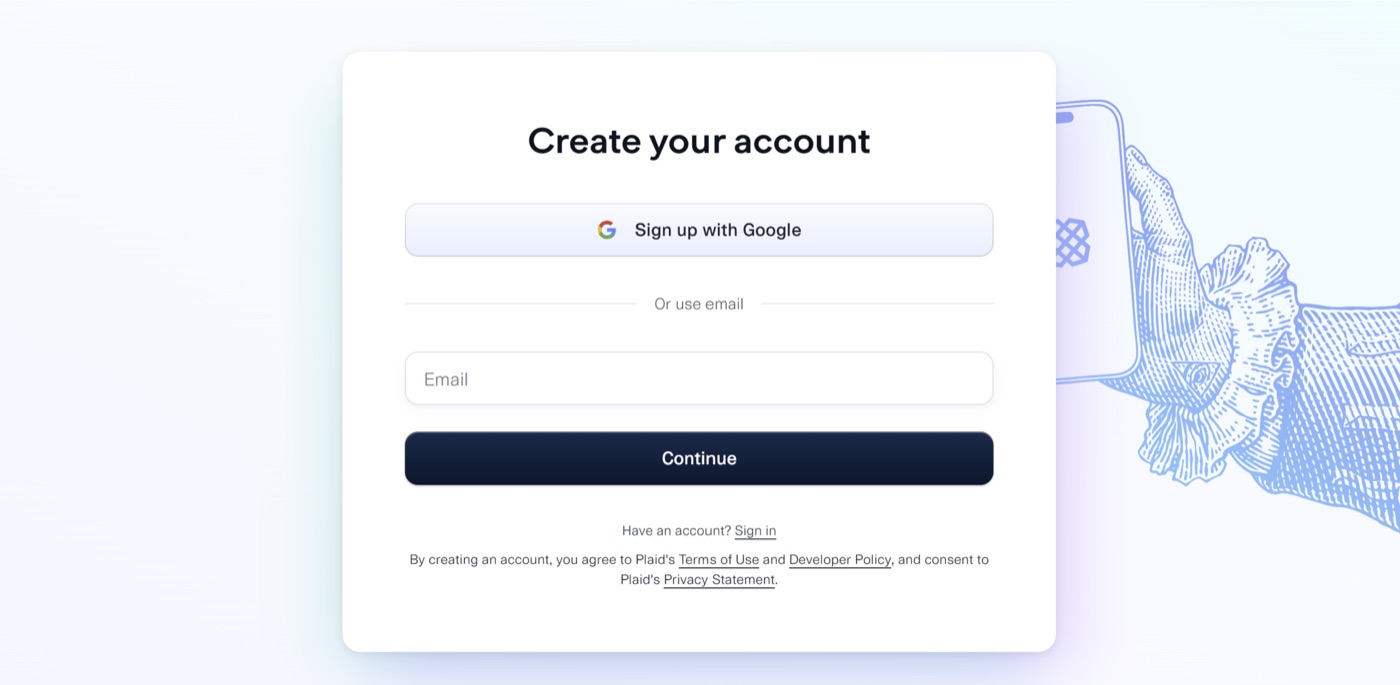 Create your account
Sign up with Google
Or use email
Email
Continue
Have an account? Sign in
By creating an account, you agree to Plaid's Terms of Use and Developer Policy, and consent to
Plaid's Privacy Statement.